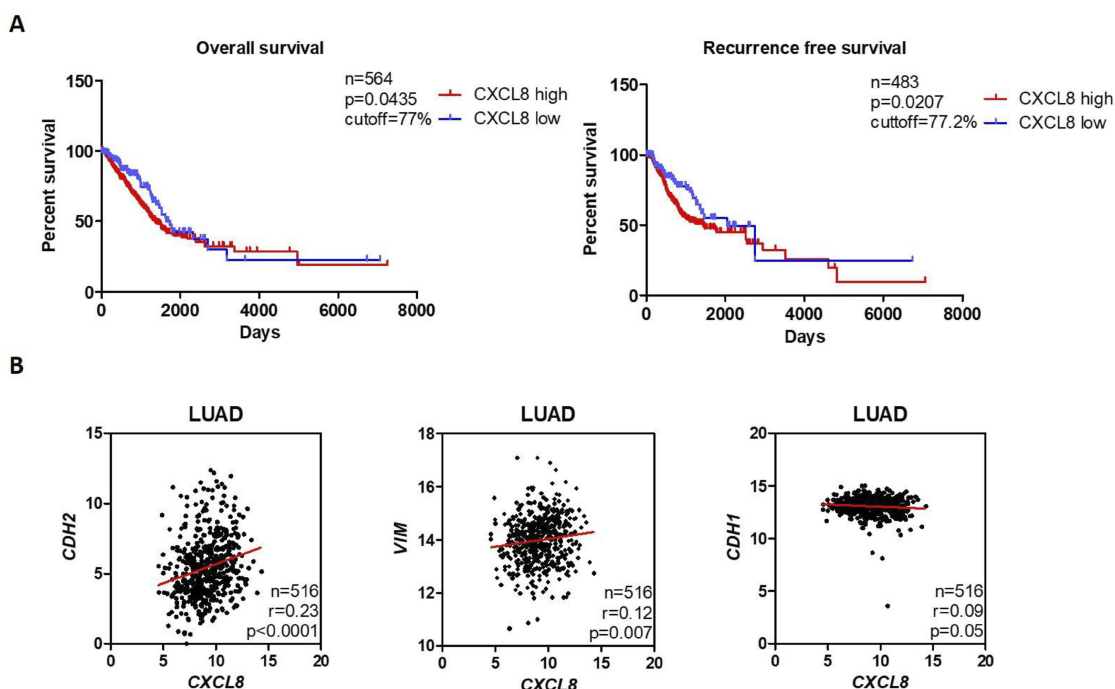 A
Overall survival
n=564
p=0.0435
cutoff=77%
CXCL8 high
CXCL8 low
Percent survival
150
100
50
0
0 2000 4000 6000 8000
Days
Recurrence free survival
n=483
p=0.0207
cuttoff=77.2%
CXCL8 high
CXCL8 low
Percent survival
150
100
50
0
0 2000 4000 6000 8000
Days
B
LUAD
CDH2
15
10
5
0
n=516
r=0.23
p<0.0001
0 5 10 15 20
CXCL8
LUAD
VIM
18
16
14
12
10
n=516
r=0.12
p=0.007
0 5 10 15 20
CXCL8
LUAD
CDH1
20
15
10
5
0
n=516
r=0.09
p=0.05
0 5 10 15 20
CXCL8